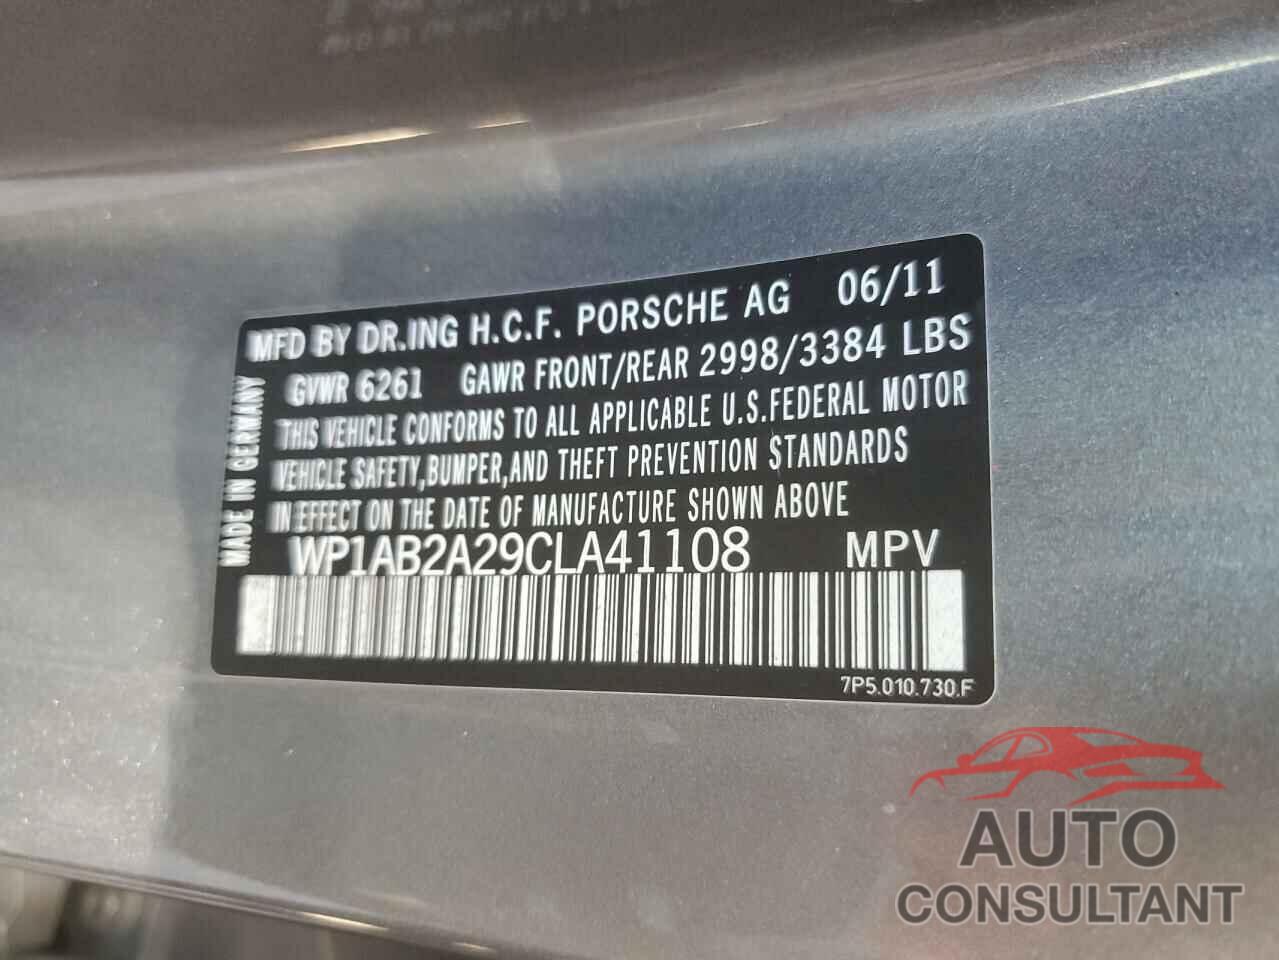 MFD BY DR.ING H.C.F. PORSCHE AG 06/11
GVWR 6261 GAWR FRONT/REAR 2998/3384 LBS
THIS VEHICLE CONFORMS TO ALL APPLICABLE U.S.FEDERAL MOTOR
VEHICLE SAFETY,BUMPER,AND THEFT PREVENTION STANDARDS
IN EFFECT ON THE DATE OF MANUFACTURE SHOWN ABOVE
WP1AB2A29CLA41108 MPV
MADE IN GERMANY
7P5.010.730.F
AUTO
CONSULTANT